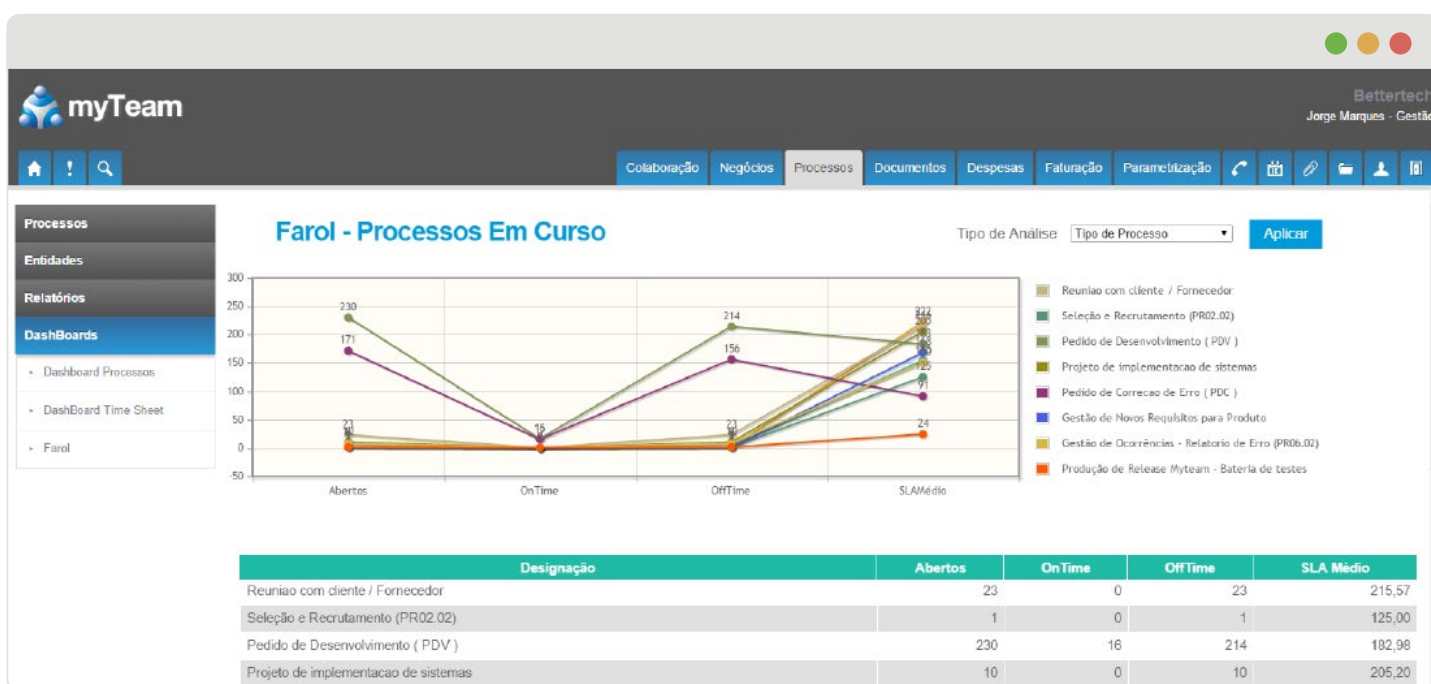 myTeam
Bettertech
Jorge Marques - Gestão
Colaboração Negócios Processos Documentos Despesas Faturação Parametrização
Processos
Entidades
Relatórios
DashBoards
Dashboard Processos
DashBoard Time Sheet
Farol
Farol - Processos Em Curso
Tipo de Análise Tipo de Processo Aplicar
300
250
200
150
100
50
0
-50
230
171
23
214
156
23
91
24
Abertos OnTime OffTime SLAMédio
Reuniao com cliente / Fornecedor
Seleção e Recrutamento (PR02.02)
Pedido de Desenvolvimento ( PDV )
Projeto de implementacao de sistemas
Pedido de Correcao de Erro ( PDC )
Gestão de Novos Requisitos para Produto
Gestão de Ocorrências - Relatorio de Erro (PR06.02)
Produção de Release Myteam - Bateria de testes
Designação Abertos OnTime OffTime SLA Médio
Reuniao com cliente / Fornecedor 23 0 23 215,57
Seleção e Recrutamento (PR02.02) 1 0 1 125,00
Pedido de Desenvolvimento ( PDV ) 230 16 214 182,98
Projeto de implementacao de sistemas 10 0 10 205,20